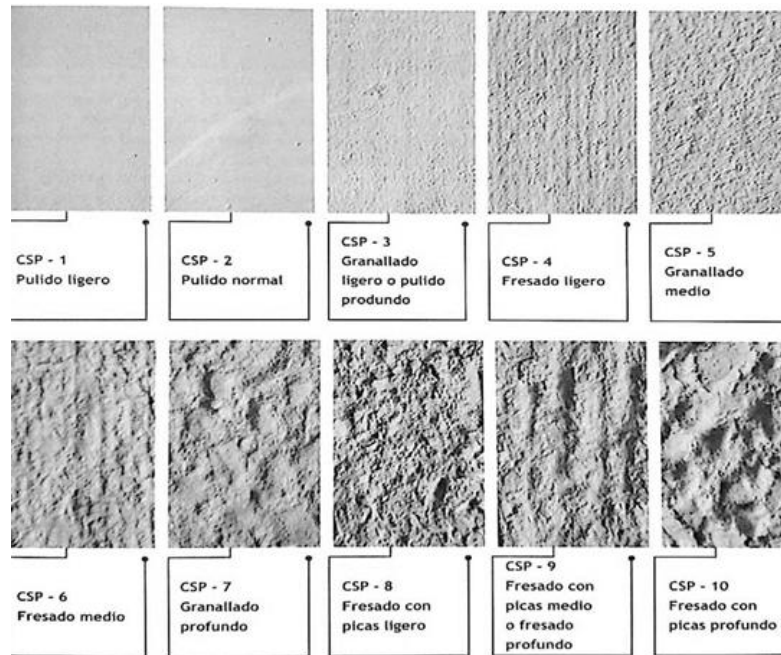 CSP - 1
Pulido ligero
CSP - 2
Pulido normal
CSP - 3
Granallado
ligero o pulido
produndo
CSP - 4
Fresado ligero
CSP - 5
Granallado
medio
CSP - 6
Fresado medio
CSP - 7
Granallado
profundo
CSP - 8
Fresado con
picas ligero
CSP - 9
Fresado con
picas medio
o fresado
profundo
CSP - 10
Fresado con
picas profundo